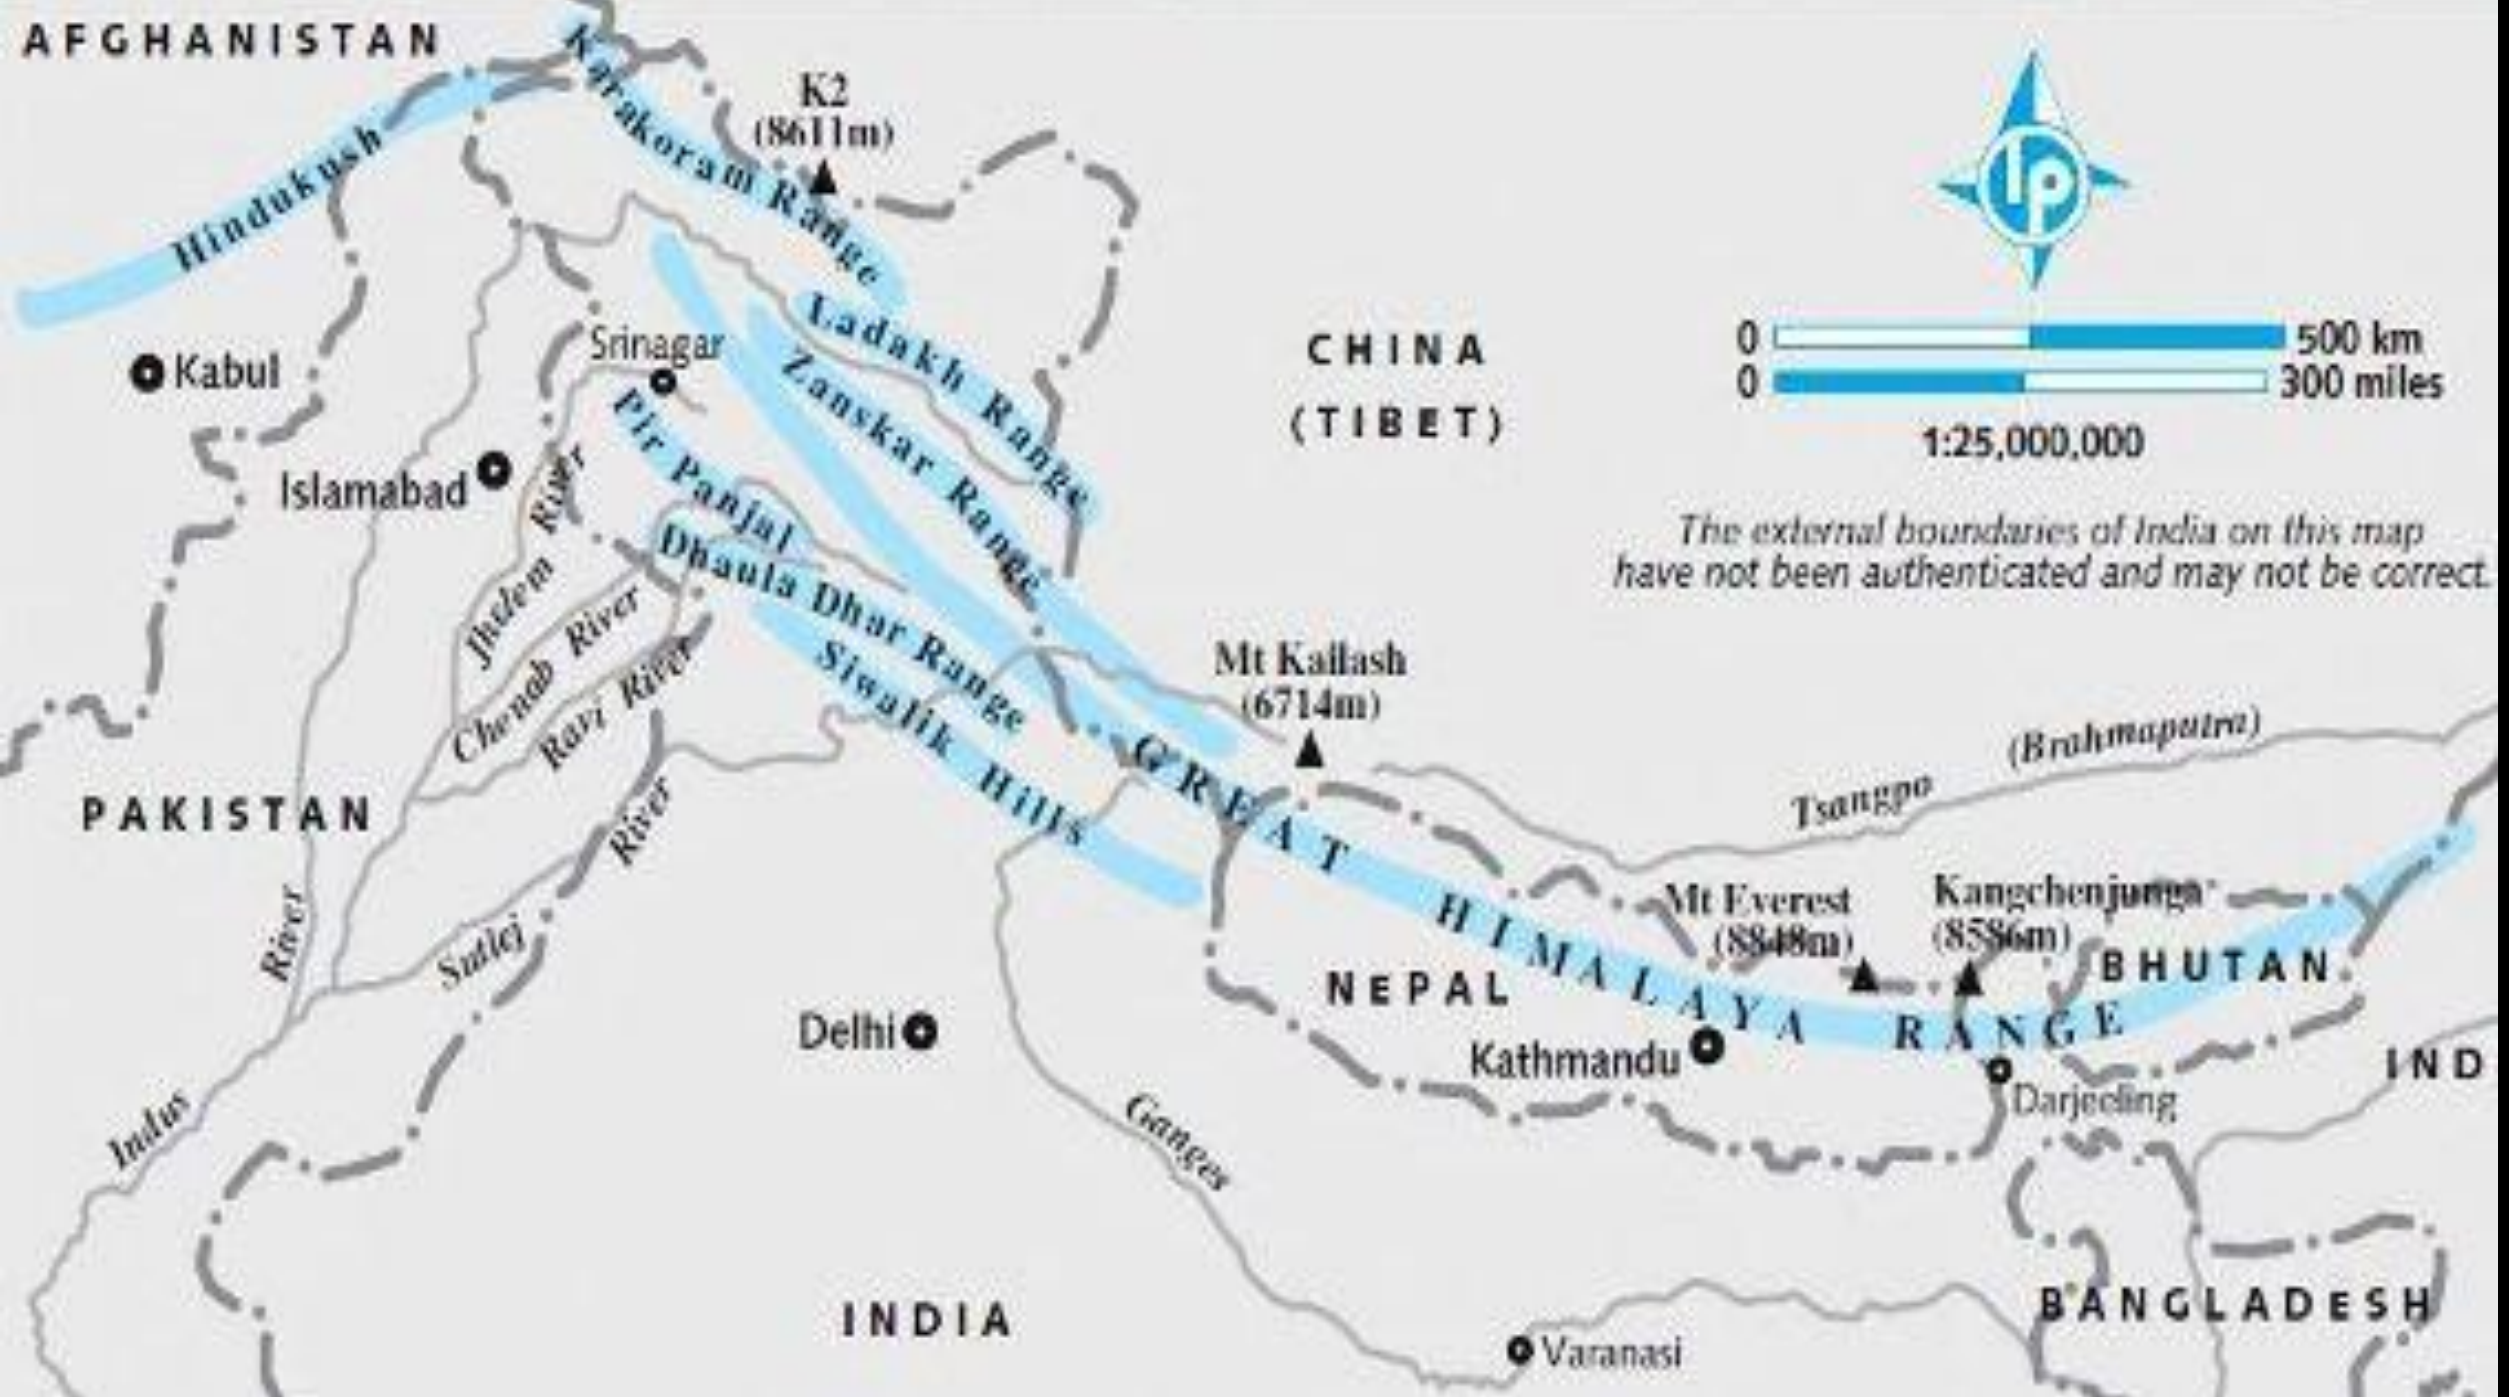 AFGHANISTAN
Karakoram Range
K2
(8611m)
Hindukush
lp
Ladakh Range
0 500 km
0 300 miles
1:25,000,000
CHINA
(TIBET)
Srinagar
Kabul
Zanskar Range
Pir Panjal
Islamabad
The external boundaries of India on this map
have not been authenticated and may not be correct.
Dhaula Dhar Range
Jhelum River
Chenab River
Ravi River
Siwalik Hills
Mt Kailash
(6714m)
Tsangpo (Brahmaputra)
GREAT HIMALAYA RANGE
PAKISTAN
Sutlej River
Mt Everest
(8848m)
Kangchenjunga
(8586m)
BHUTAN
NEPAL
Indus River
Delhi
Kathmandu
IND
Darjeeling
Ganges
INDIA
BANGLADESH
Varanasi